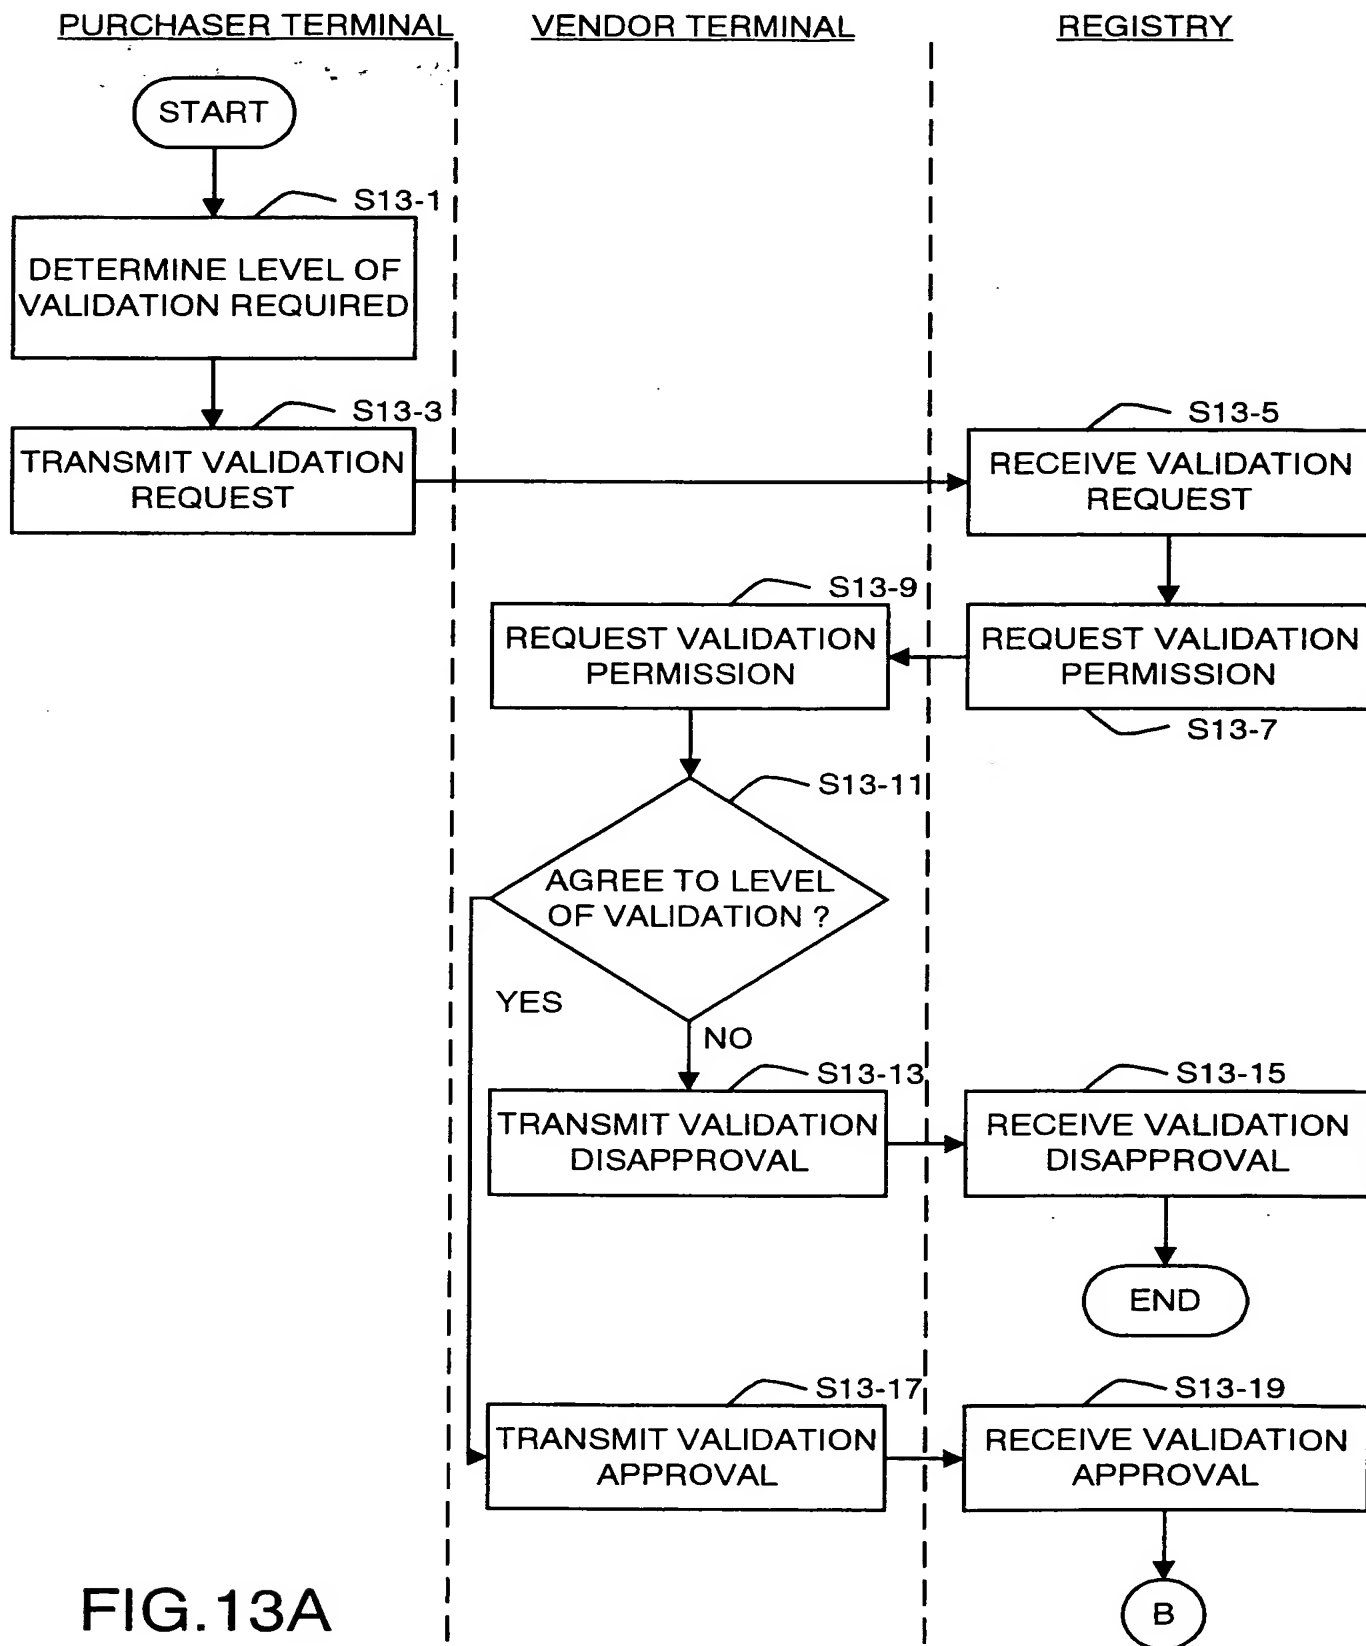 PURCHASER TERMINAL
VENDOR TERMINAL
REGISTRY
START
S13-1
DETERMINE LEVEL OF
VALIDATION REQUIRED
S13-3
TRANSMIT VALIDATION
REQUEST
S13-5
RECEIVE VALIDATION
REQUEST
S13-9
REQUEST VALIDATION
PERMISSION
REQUEST VALIDATION
PERMISSION
S13-7
S13-11
AGREE TO LEVEL
OF VALIDATION ?
YES
NO
S13-13
TRANSMIT VALIDATION
DISAPPROVAL
S13-15
RECEIVE VALIDATION
DISAPPROVAL
END
S13-17
TRANSMIT VALIDATION
APPROVAL
S13-19
RECEIVE VALIDATION
APPROVAL
B
FIG.13A